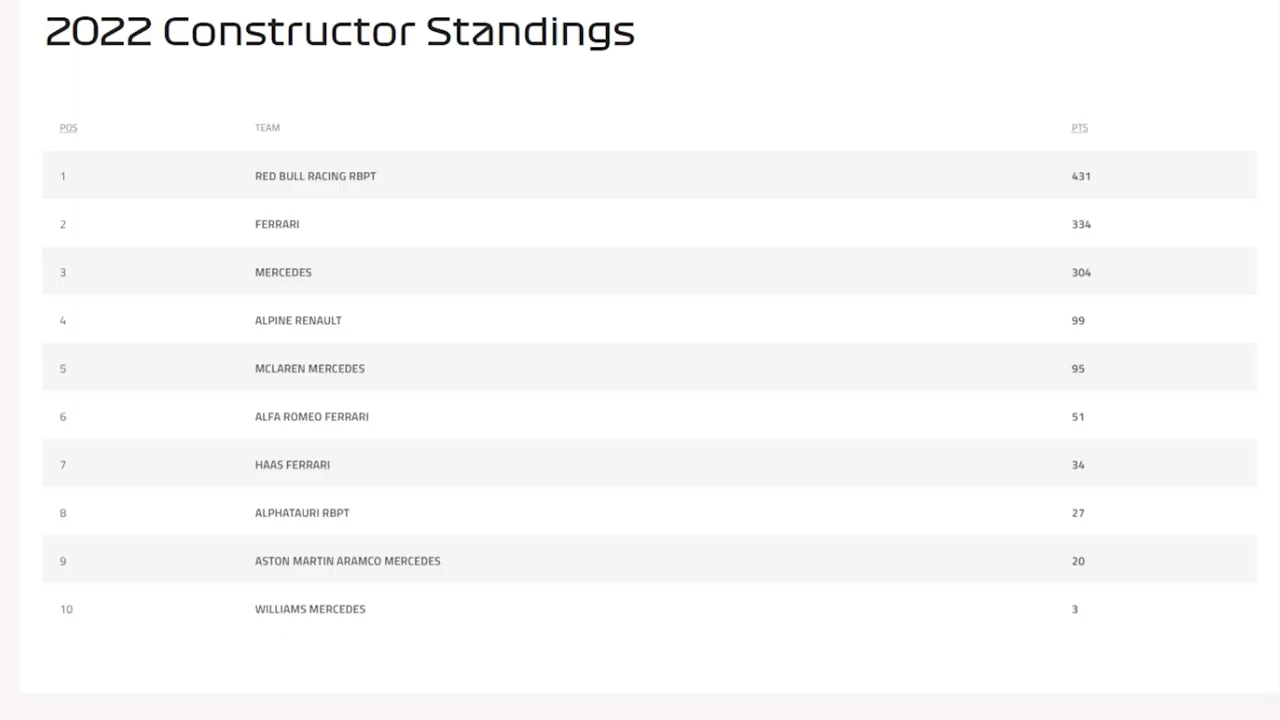 2022 Constructor Standings
POS TEAM PTS
1 RED BULL RACING RBPT 431
2 FERRARI 334
3 MERCEDES 304
4 ALPINE RENAULT 99
5 MCLAREN MERCEDES 95
6 ALFA ROMEO FERRARI 51
7 HAAS FERRARI 34
8 ALPHATAURI RBPT 27
9 ASTON MARTIN ARAMCO MERCEDES 20
10 WILLIAMS MERCEDES 3